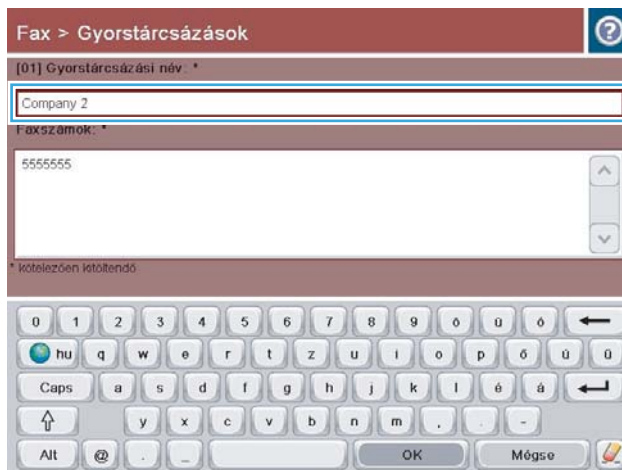 Fax > Gyorstárcsázások ?
[01] Gyorstárcsázási név: *
Company 2
Faxszámok: *
5555555
* kötelezően kitöltendő
0 1 2 3 4 5 6 7 8 9 ö ü ó
hu q w e r t z u i o p ő ú ű
Caps a s d f g h j k l é á
y x c v b n m , . -
Alt @ . _ OK Mégse